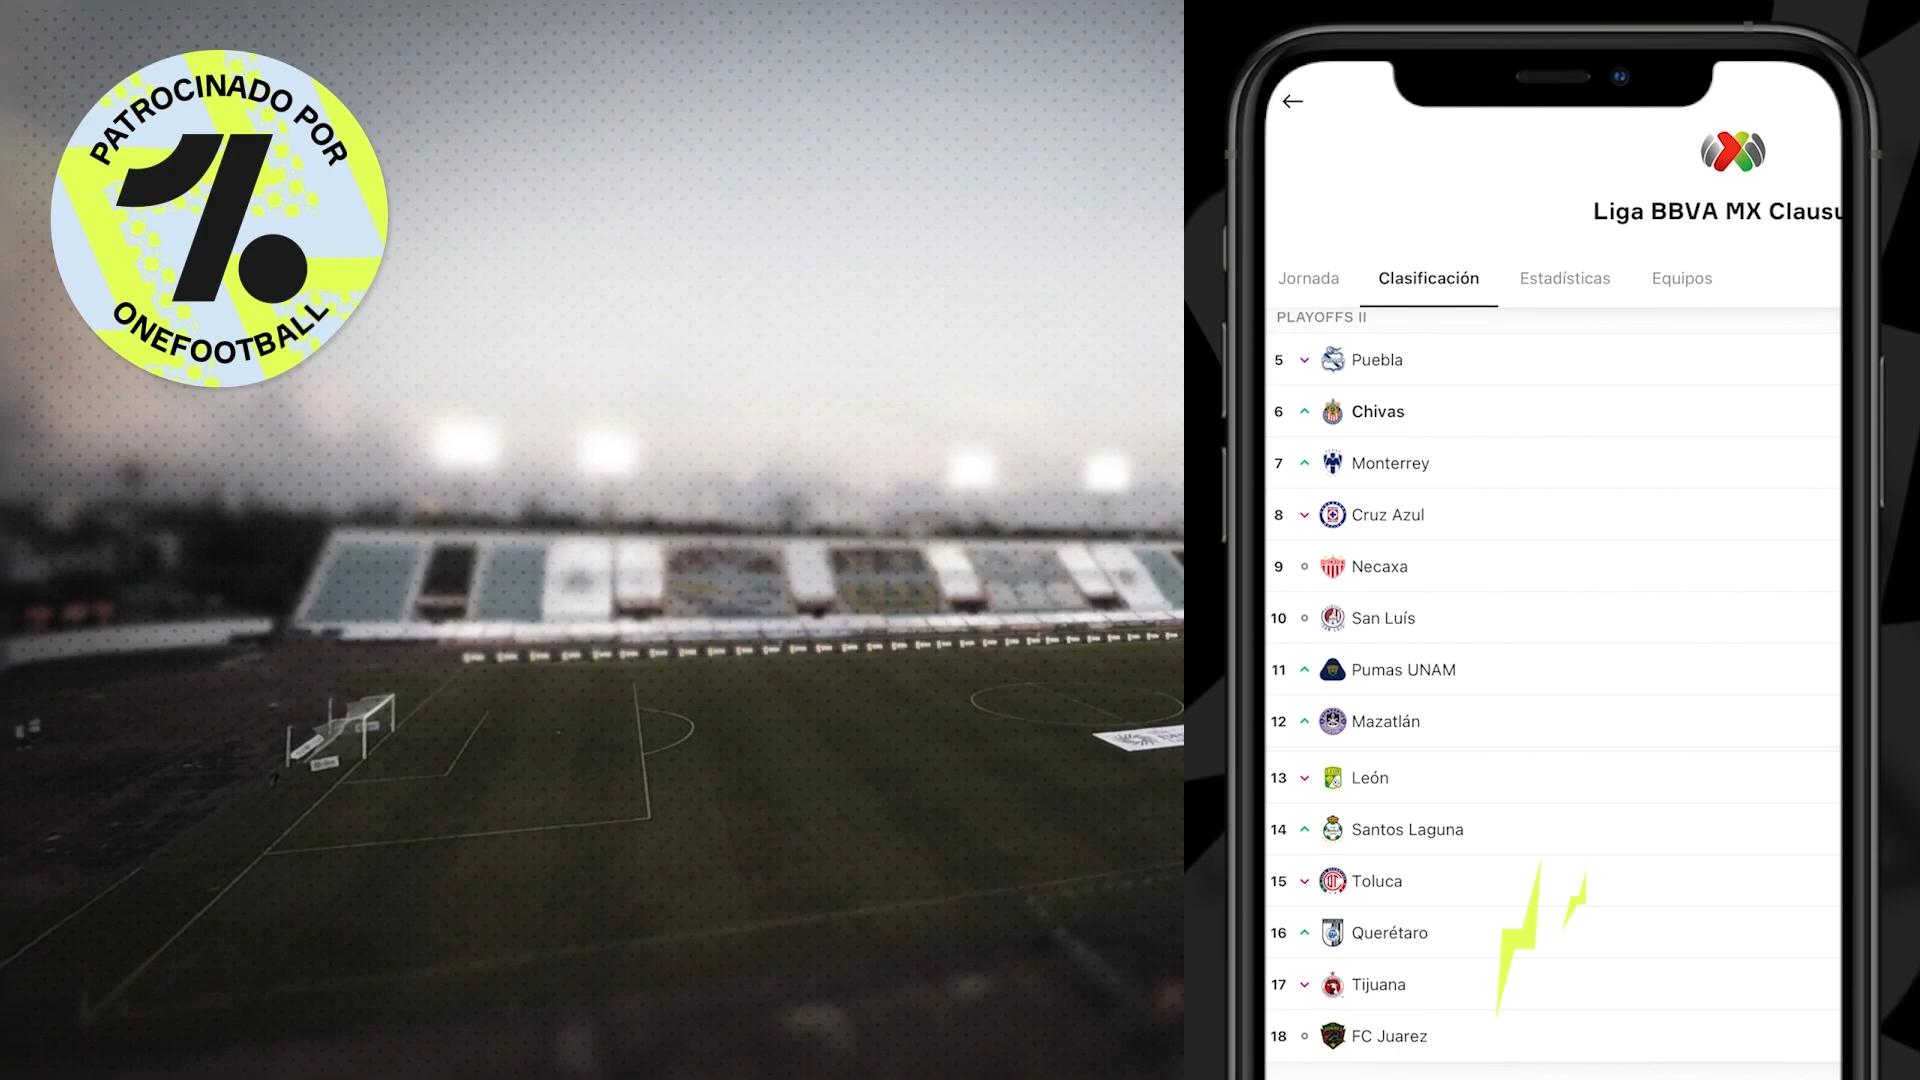 PATROCINADO POR
ONEFOOTBALL
Liga BBVA MX Clausu
Jornada Clasificación Estadísticas Equipos
PLAYOFFS II
5 Puebla
6 Chivas
7 Monterrey
8 Cruz Azul
9 Necaxa
10 San Luís
11 Pumas UNAM
12 Mazatlán
13 León
14 Santos Laguna
15 Toluca
16 Querétaro
17 Tijuana
18 FC Juarez